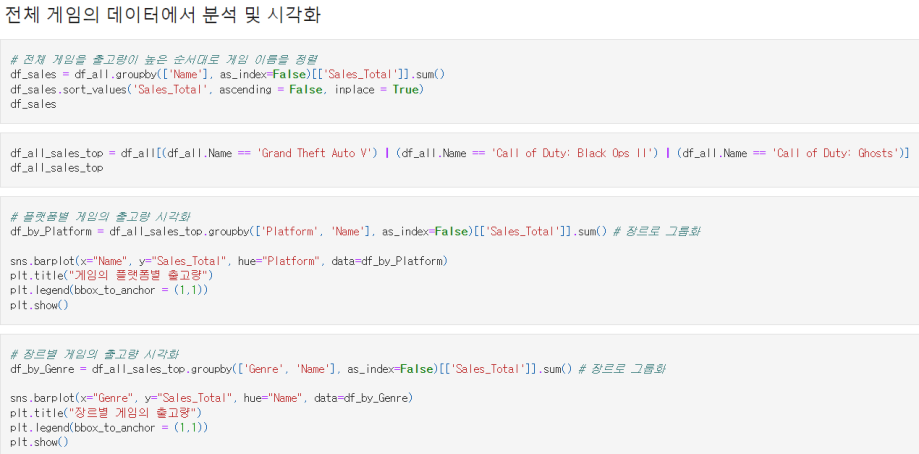 전체 게임의 데이터에서 분석 및 시각화
# 전체 게임을 출고량이 높은 순서대로 게임 이름을 정렬
df_sales = df_all.groupby(['Name'], as_index=False)[['Sales_Total']].sum()
df_sales.sort_values('Sales_Total', ascending = False, inplace = True)
df_sales
df_all_sales_top = df_all[(df_all.Name == 'Grand Theft Auto V') | (df_all.Name == 'Call of Duty: Black Ops II') | (df_all.Name == 'Call of Duty: Ghosts')]
df_all_sales_top
# 플랫폼별 게임의 출고량 시각화
df_by_Platform = df_all_sales_top.groupby(['Platform', 'Name'], as_index=False)[['Sales_Total']].sum() # 장르로 그룹화
sns.barplot(x="Name", y="Sales_Total", hue="Platform", data=df_by_Platform)
plt.title("게임의 플랫폼별 출고량")
plt.legend(bbox_to_anchor = (1,1))
plt.show()
# 장르별 게임의 출고량 시각화
df_by_Genre = df_all_sales_top.groupby(['Genre', 'Name'], as_index=False)[['Sales_Total']].sum() # 장르로 그룹화
sns.barplot(x="Genre", y="Sales_Total", hue="Name", data=df_by_Genre)
plt.title("장르별 게임의 출고량")
plt.legend(bbox_to_anchor = (1,1))
plt.show()